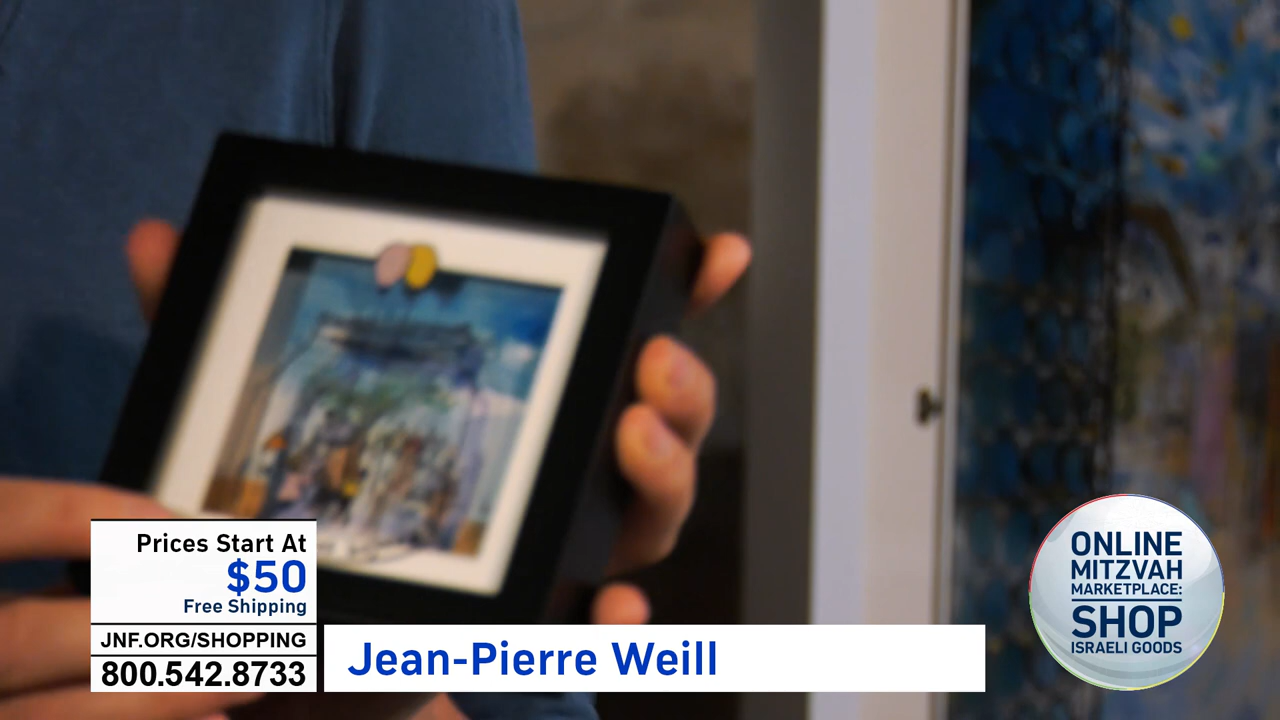 Prices Start At
$50
Free Shipping
JNF.ORG/SHOPPING
800.542.8733
Jean-Pierre Weill
ONLINE
MITZVAH
MARKETPLACE:
SHOP
ISRAELI GOODS